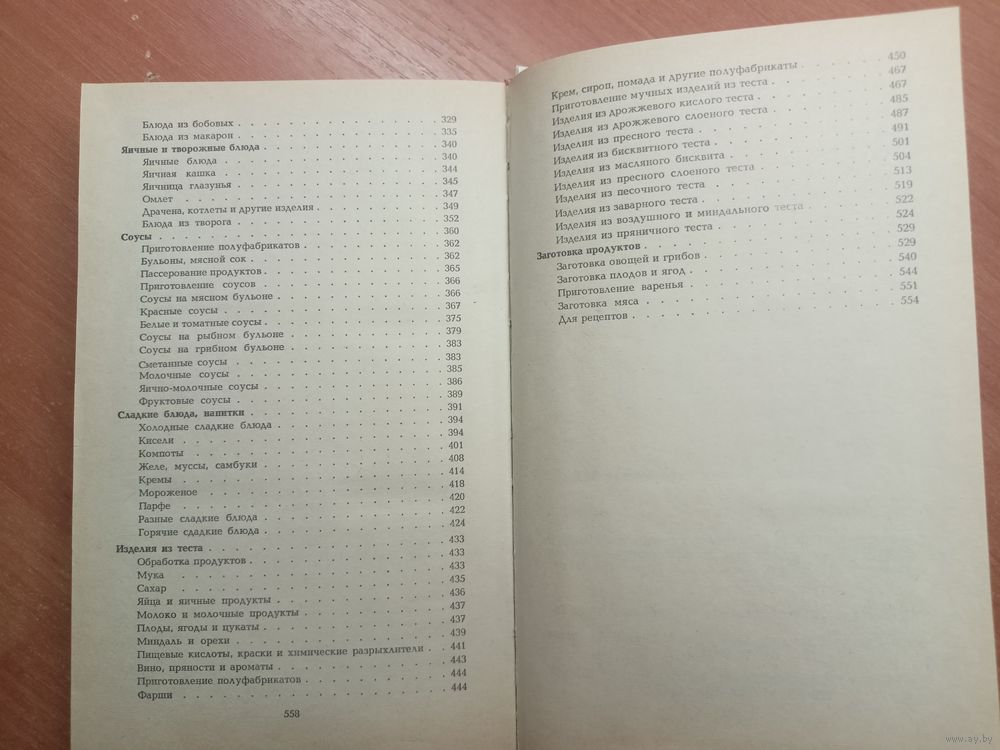 Блюда из бобовых . . . 329
Блюда из макарон . . . 335
Яичные и творожные блюда . . . 340
Яичные блюда . . . 340
Яичная кашка . . . 344
Яичница глазунья . . . 345
Омлет . . . 347
Драчена, котлеты и другие изделия . . . 349
Блюда из творога . . . 352
Соусы . . . 360
Приготовление полуфабрикатов . . . 362
Бульоны, мясной сок . . . 362
Пассерование продуктов . . . 365
Приготовление соусов . . . 366
Соусы на мясном бульоне . . . 366
Красные соусы . . . 367
Белые и томатные соусы . . . 375
Соусы на рыбном бульоне . . . 379
Соусы на грибном бульоне . . . 383
Сметанные соусы . . . 383
Молочные соусы . . . 385
Яично-молочные соусы . . . 386
Фруктовые соусы . . . 389
Сладкие блюда, напитки . . . 391
Холодные сладкие блюда . . . 394
Кисели . . . 394
Компоты . . . 401
Желе, муссы, самбуки . . . 408
Кремы . . . 414
Мороженое . . . 418
Парфе . . . 420
Разные сладкие блюда . . . 422
Горячие сдадкие блюда . . . 424
Изделия из теста . . . 433
Обработка продуктов . . . 433
Мука . . . 433
Сахар . . . 435
Яйца и яичные продукты . . . 436
Молоко и молочные продукты . . . 437
Плоды, ягоды и цукаты . . . 437
Миндаль и орехи . . . 439
Пищевые кислоты, краски и химические разрыхлители . . . 441
Вино, пряности и ароматы . . . 443
Приготовление полуфабрикатов . . . 444
Фарши . . . 444
558
Крем, сироп, помада и другие полуфабрикаты . . . 450
Приготовление мучных изделий из теста . . . 467
Изделия из дрожжевого кислого теста . . . 467
Изделия из дрожжевого слоеного теста . . . 485
Изделия из пресного теста . . . 487
Изделия из бисквитного теста . . . 491
Изделия из масляного бисквита . . . 501
Изделия из пресного слоеного теста . . . 504
Изделия из песочного теста . . . 513
Изделия из заварного теста . . . 519
Изделия из воздушного и миндального теста . . . 522
Изделия из пряничного теста . . . 524
Заготовка продуктов . . . 529
Заготовка овощей и грибов . . . 529
Заготовка плодов и ягод . . . 540
Приготовление варенья . . . 544
Заготовка мяса . . . 551
Для рецептов . . . 554
www.ay.by